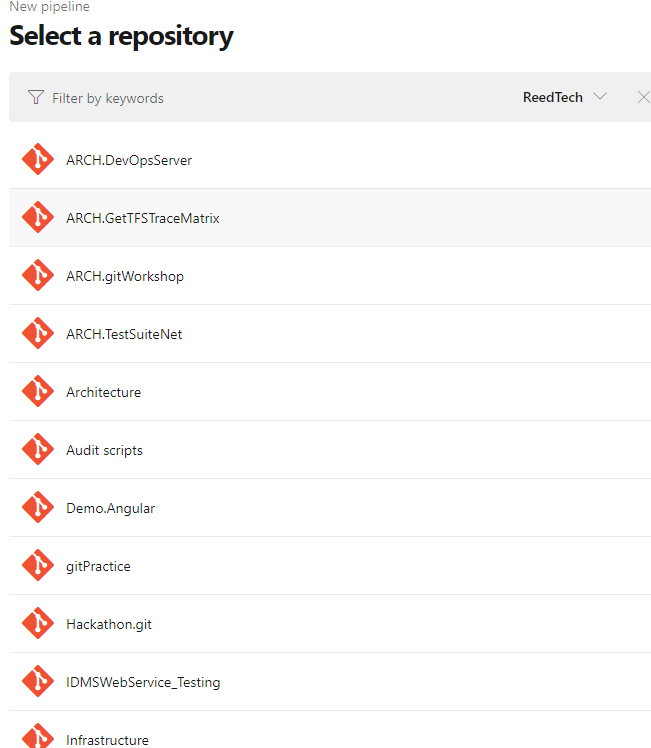 New pipeline
Select a repository
Filter by keywords
ReedTech
ARCH.DevOpsServer
ARCH.GetTFSTraceMatrix
ARCH.gitWorkshop
ARCH.TestSuiteNet
Architecture
Audit scripts
Demo.Angular
gitPractice
Hackathon.git
IDMSWebService_Testing
Infrastructure